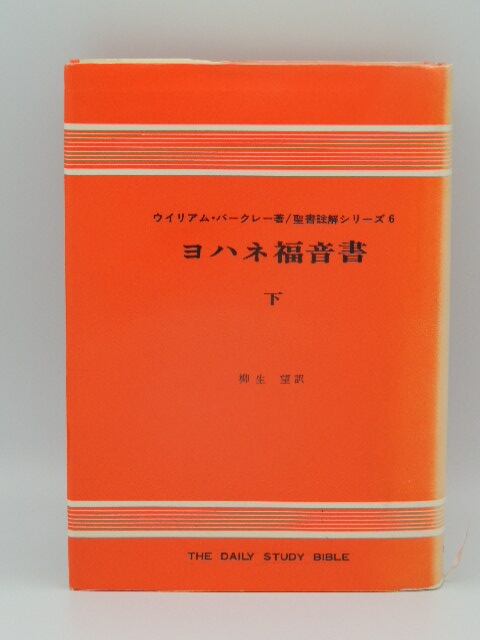 ウイリアム・バークレー著/聖書註解シリーズ6
ヨハネ福音書
下
柳生 望訳
THE DAILY STUDY BIBLE